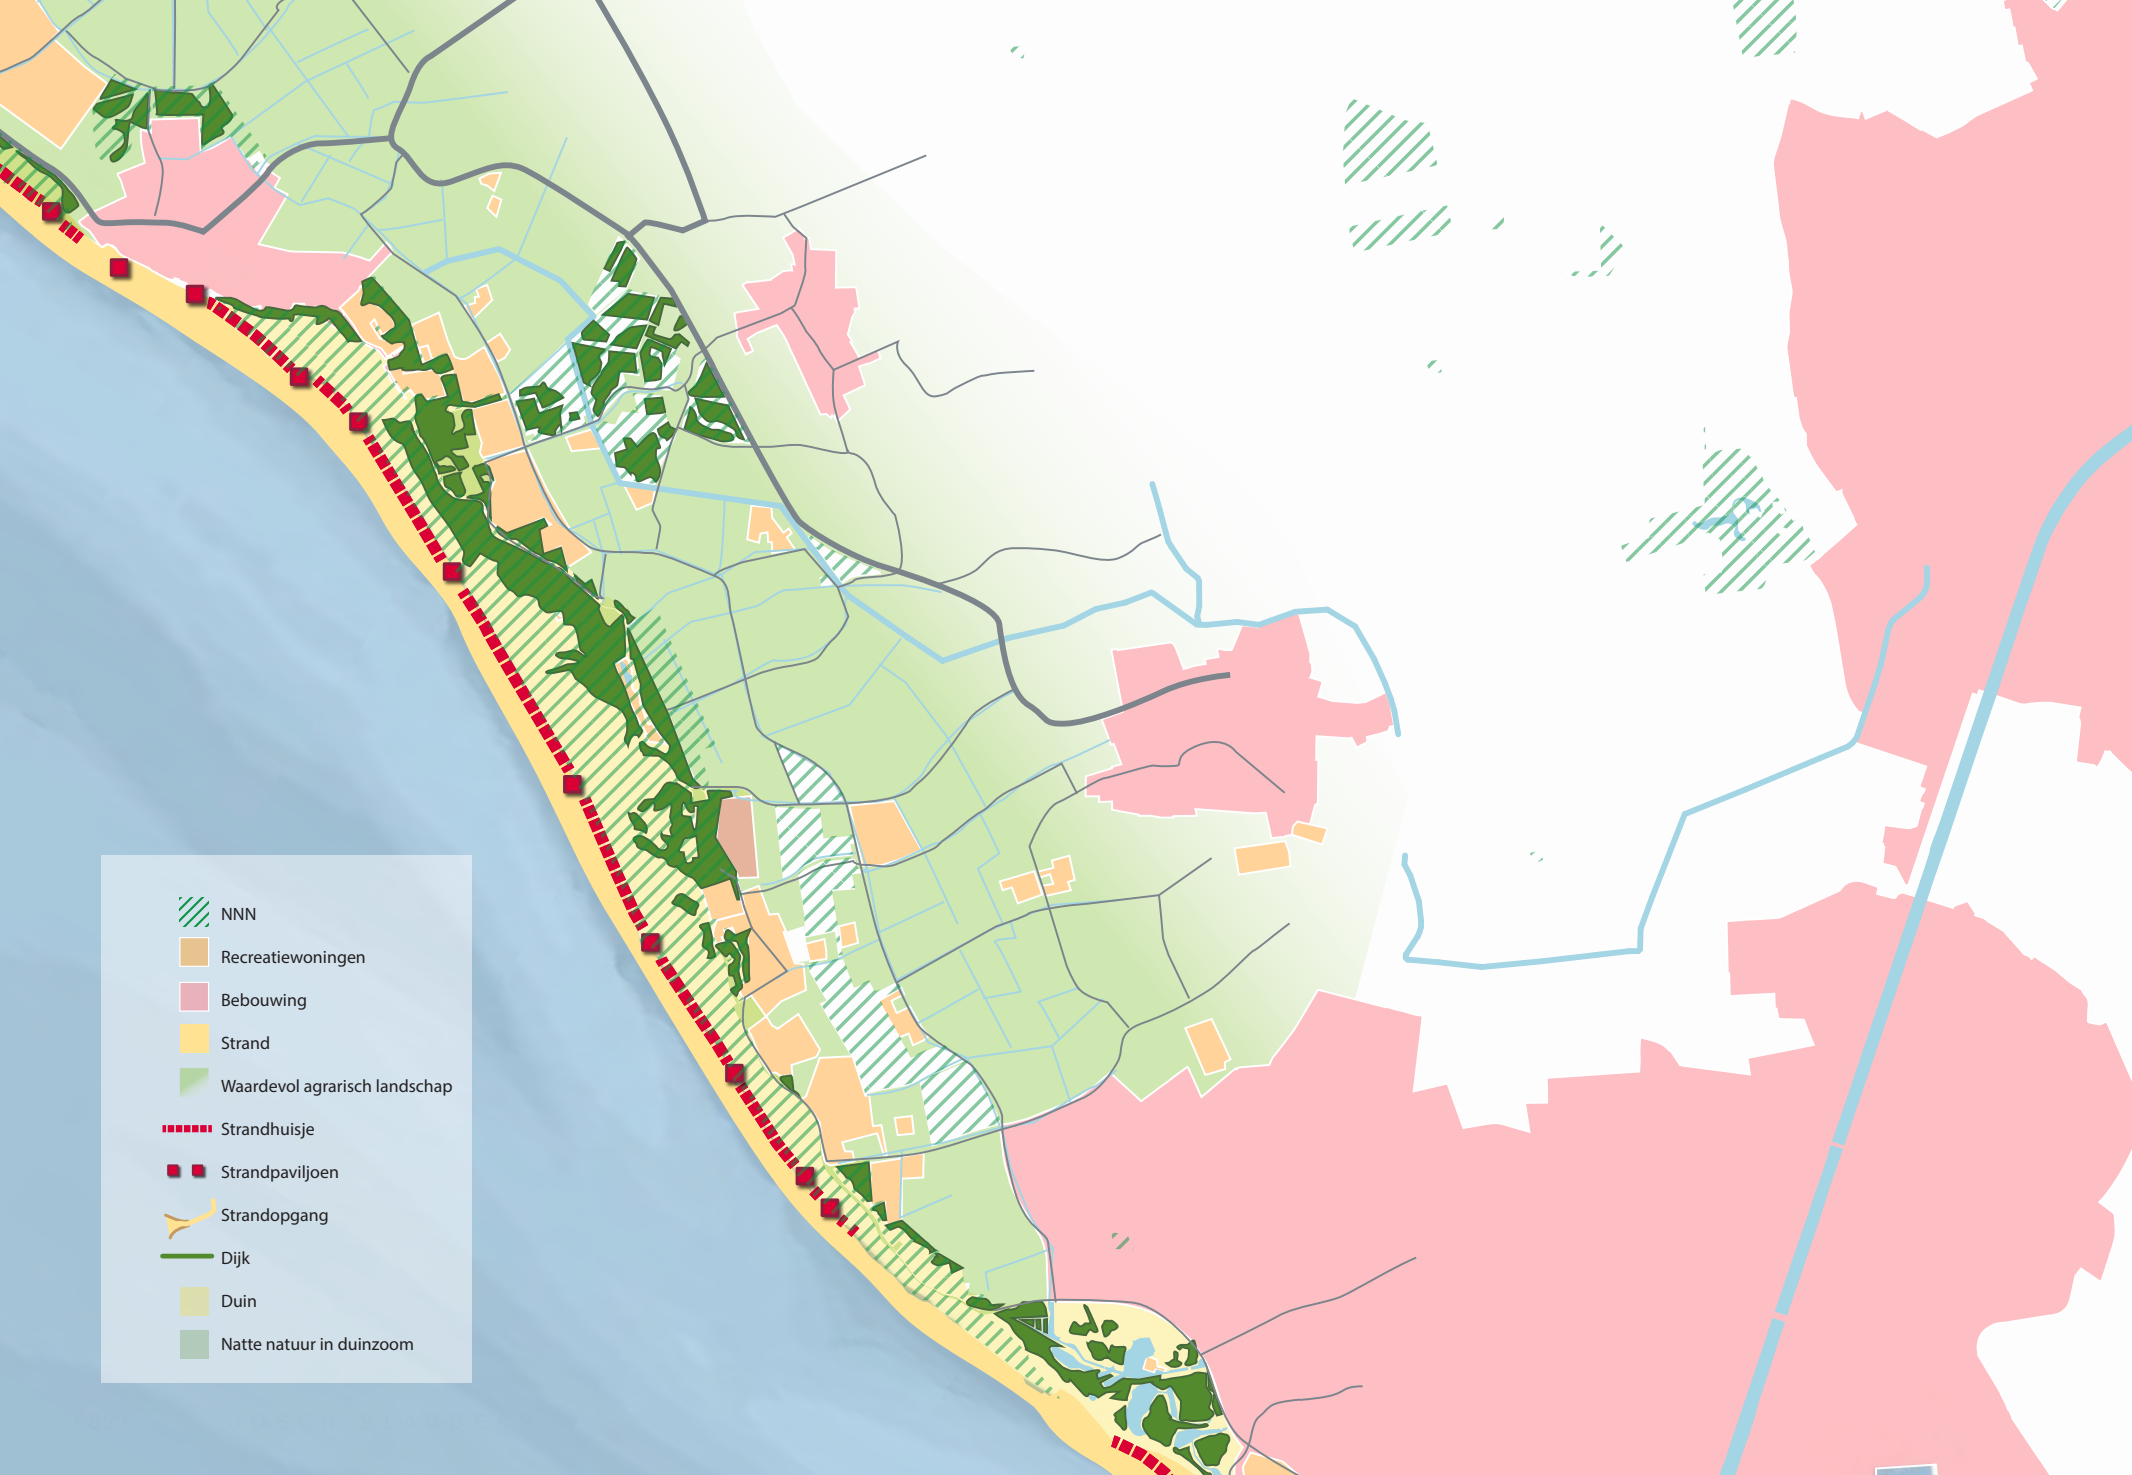 NNN
Recreatiewoningen
Bebouwing
Strand
Waardevol agrarisch landschap
Strandhuisje
Strandpaviljoen
Strandopgang
Dijk
Duin
Natte natuur in duinzoom